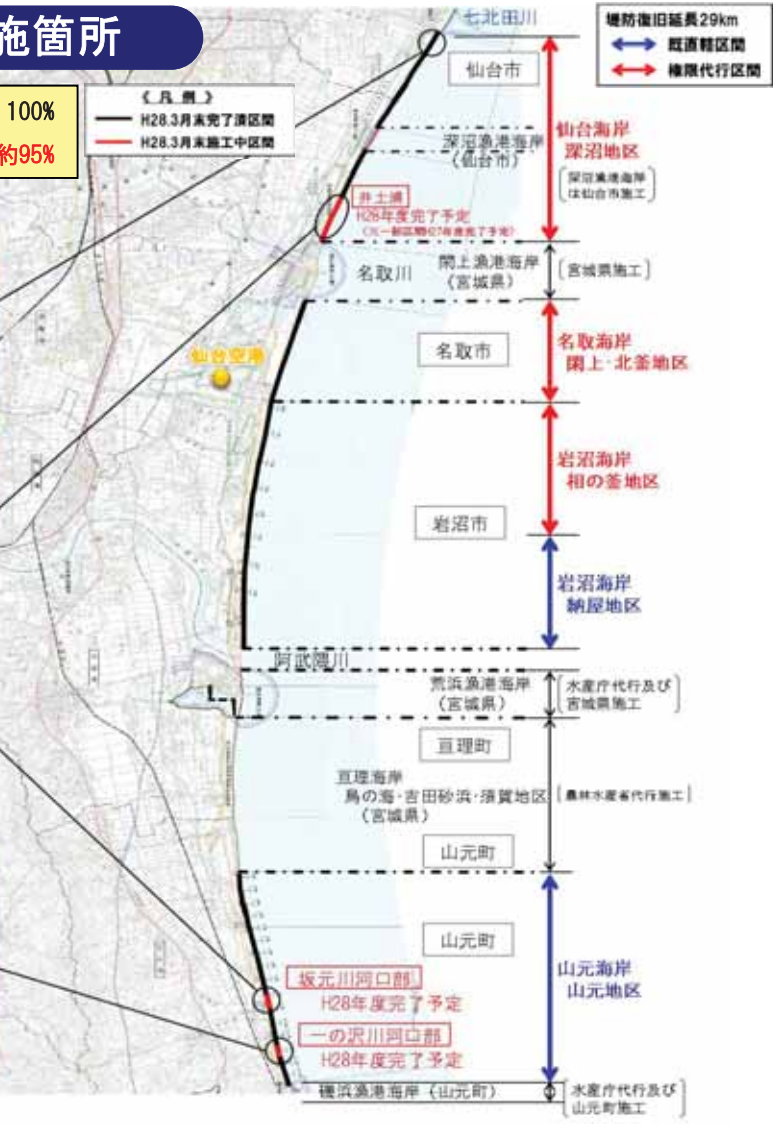 施箇所
100%
約95%
《凡例》
H28.3月末完了済区間
H28.3月末施工中区間
堤防復旧延長29km
既直轄区間
権限代行区間
七北田川
仙台市
深沼漁港海岸
(仙台市)
仙台海岸
深沼地区
深沼漁港海岸
は仙台市施工
井土浦
H28年度完了予定
(※一部区間H27年度完了予定)
名取川
閖上漁港海岸
(宮城県)
宮城県施工
仙台空港
名取市
名取海岸
閖上・北釜地区
岩沼海岸
相の釜地区
岩沼市
岩沼海岸
納屋地区
阿武隈川
荒浜漁港海岸
(宮城県)
水産庁代行及び
宮城県施工
亘理町
亘理海岸
鳥の海・吉田砂浜・須賀地区
(宮城県)
農林水産省代行施工
山元町
山元町
山元海岸
山元地区
坂元川河口部
H28年度完了予定
一の沢川河口部
H28年度完了予定
磯浜漁港海岸(山元町)
水産庁代行及び
山元町施工